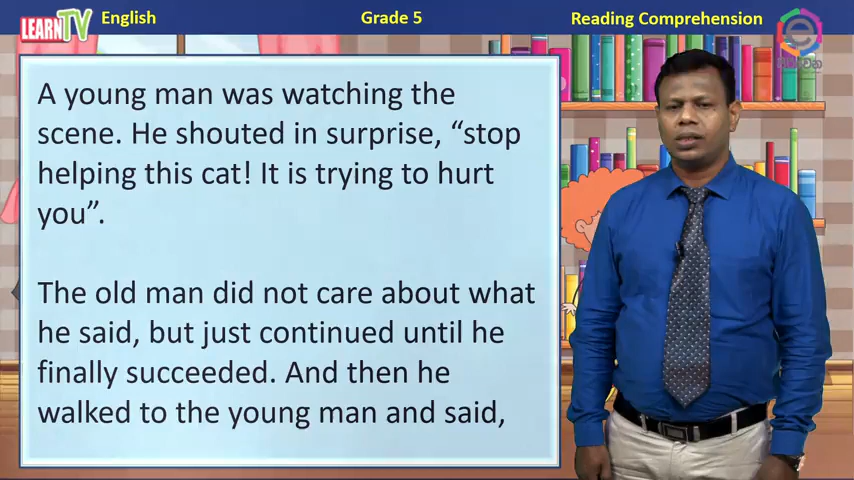 LEARN TV
English
Grade 5
Reading Comprehension
A young man was watching the
scene. He shouted in surprise, “stop
helping this cat! It is trying to hurt
you”.
The old man did not care about what
he said, but just continued until he
finally succeeded. And then he
walked to the young man and said,